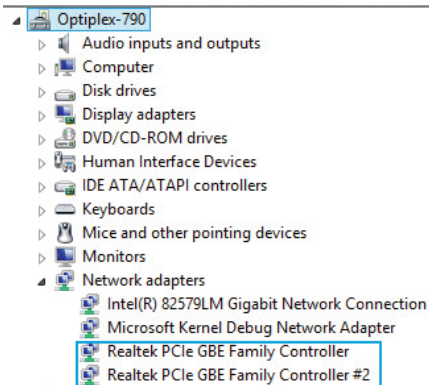 Optiplex-790
Audio inputs and outputs
Computer
Disk drives
Display adapters
DVD/CD-ROM drives
Human Interface Devices
IDE ATA/ATAPI controllers
Keyboards
Mice and other pointing devices
Monitors
Network adapters
Intel(R) 82579LM Gigabit Network Connection
Microsoft Kernel Debug Network Adapter
Realtek PCIe GBE Family Controller
Realtek PCIe GBE Family Controller #2